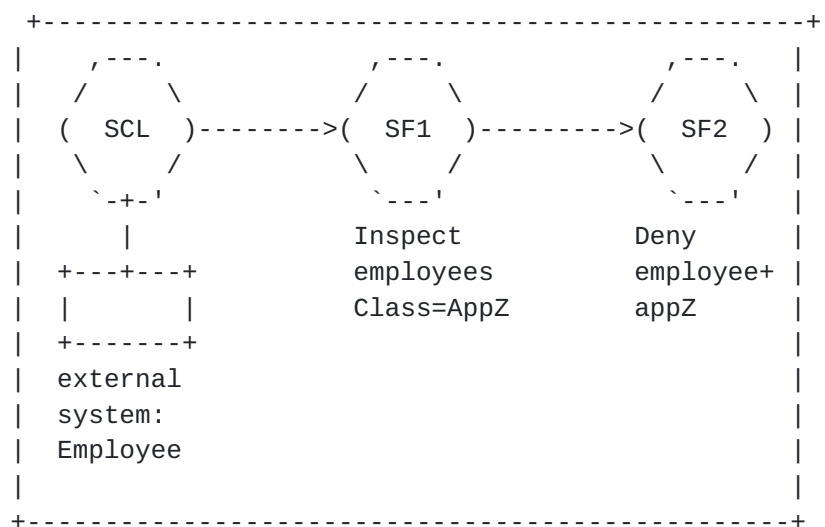 SCL SF1 SF2
Inspect Deny
employees employee+
Class=AppZ appZ
external
system:
Employee